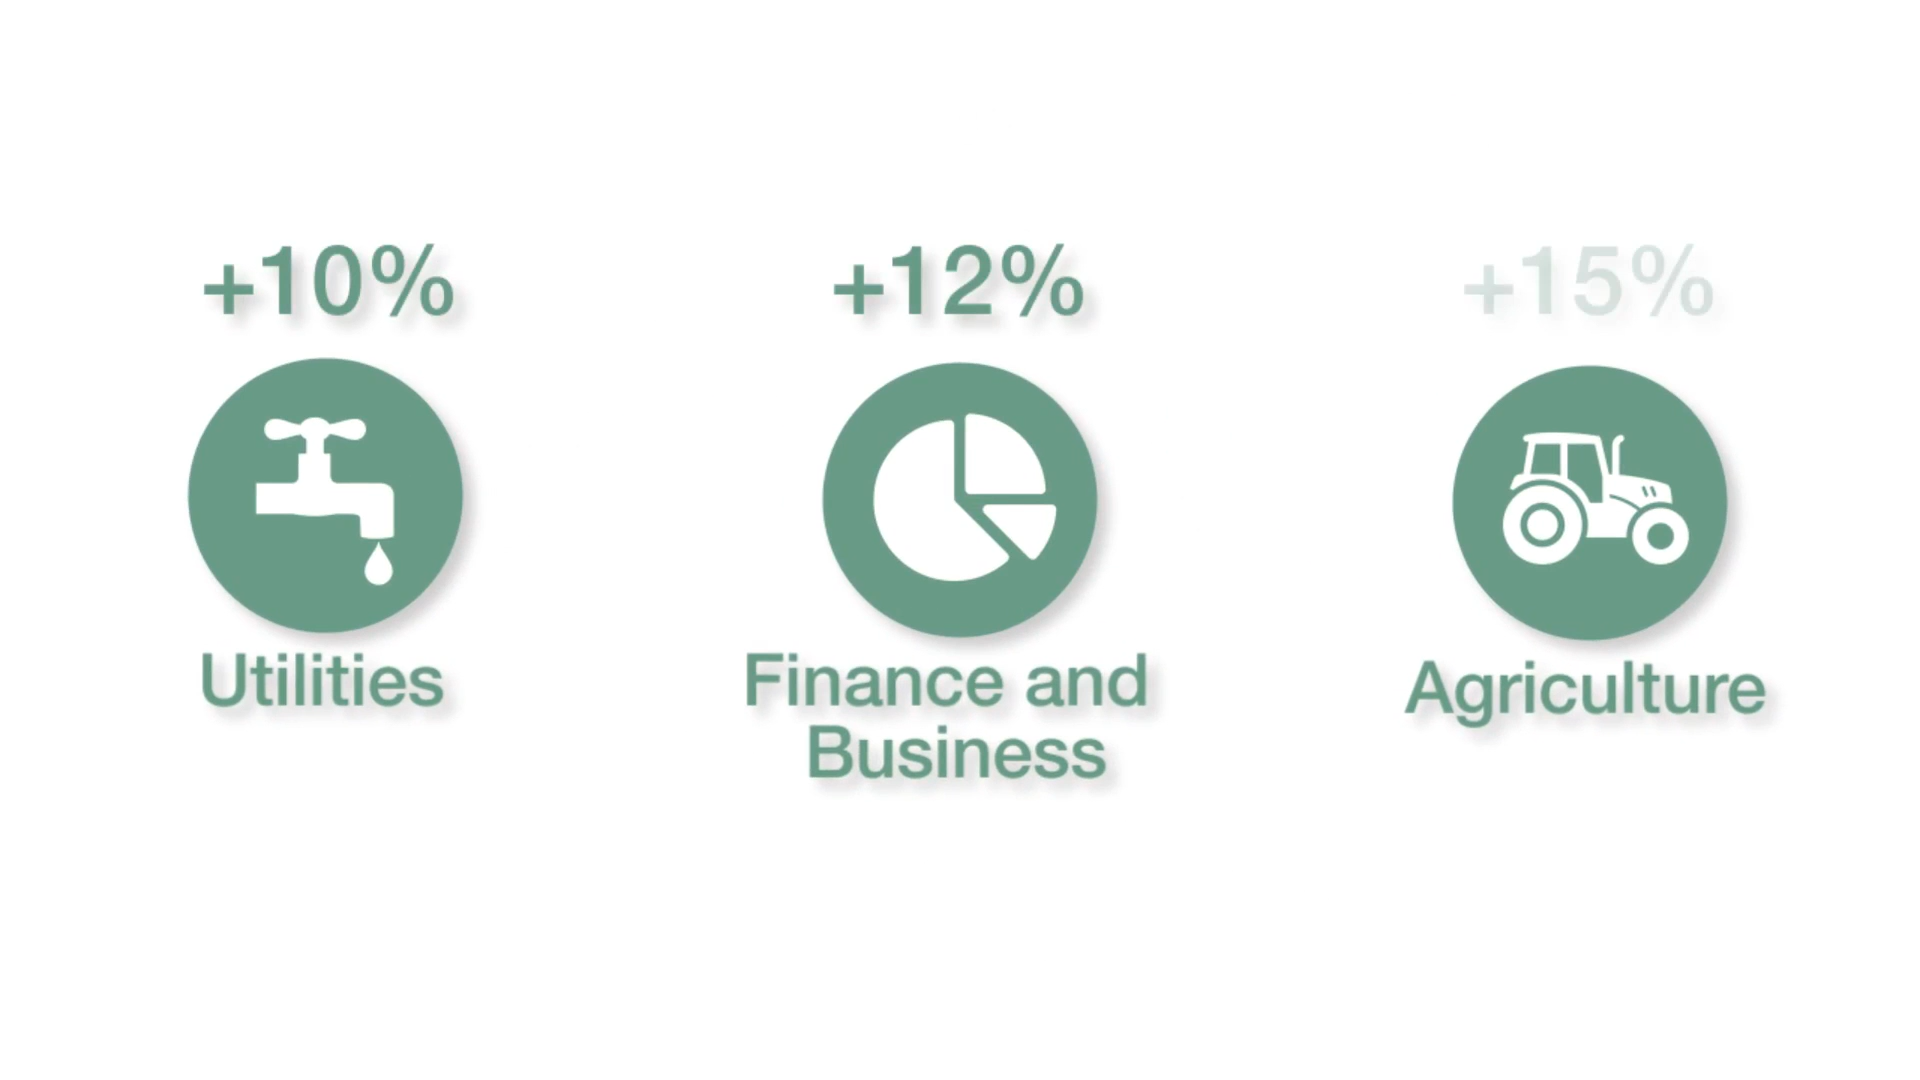 +10%
+12%
+15%
Utilities
Finance and
Business
Agriculture